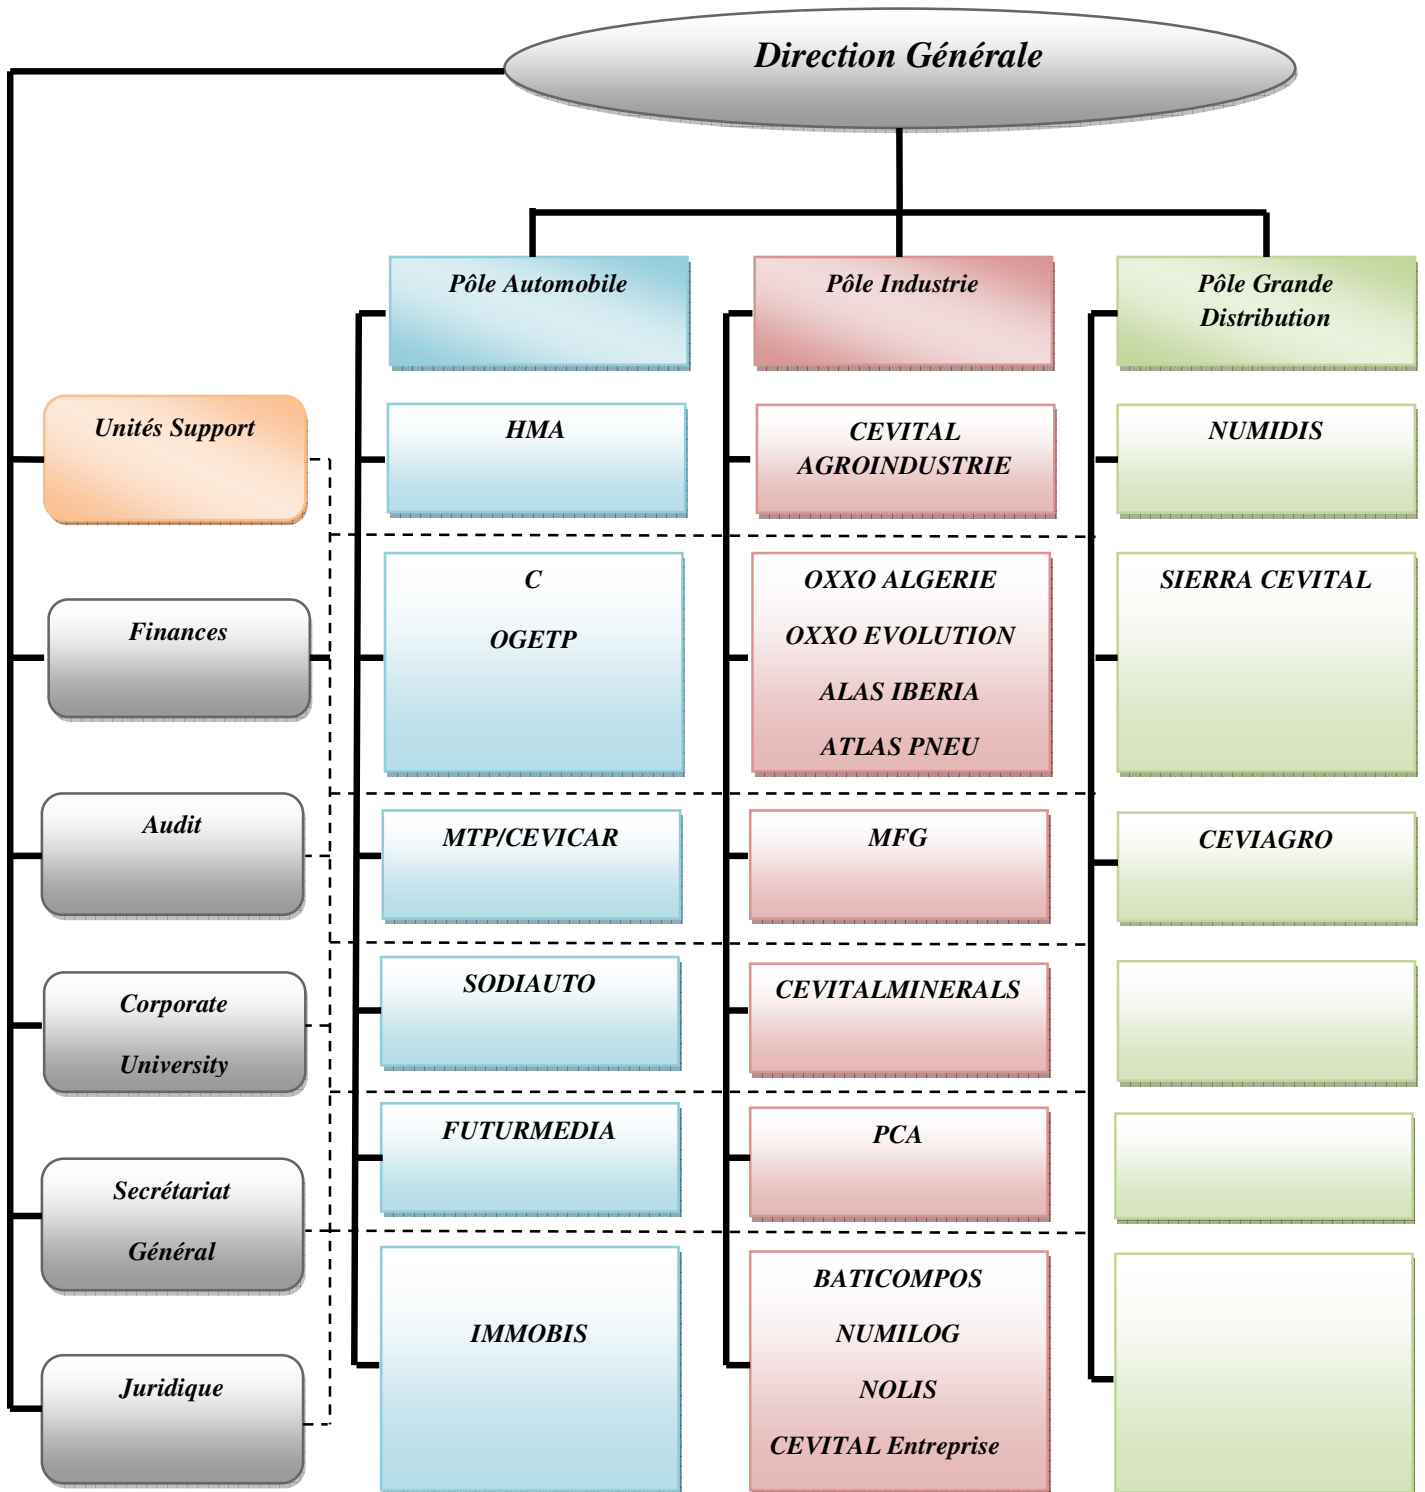 Direction Générale
Pôle Automobile
Pôle Industrie
Pôle Grande
Distribution
Unités Support
HMA
CEVITAL
AGROINDUSTRIE
NUMIDIS
Finances
C
OGETP
OXXO ALGERIE
OXXO EVOLUTION
ALAS IBERIA
ATLAS PNEU
SIERRA CEVITAL
Audit
MTP/CEVICAR
MFG
CEVIAGRO
Corporate
University
SODIAUTO
CEVITALMINERALS
Secrétariat
Général
FUTURMEDIA
PCA
Juridique
IMMOBIS
BATICOMPOS
NUMILOG
NOLIS
CEVITAL Entreprise